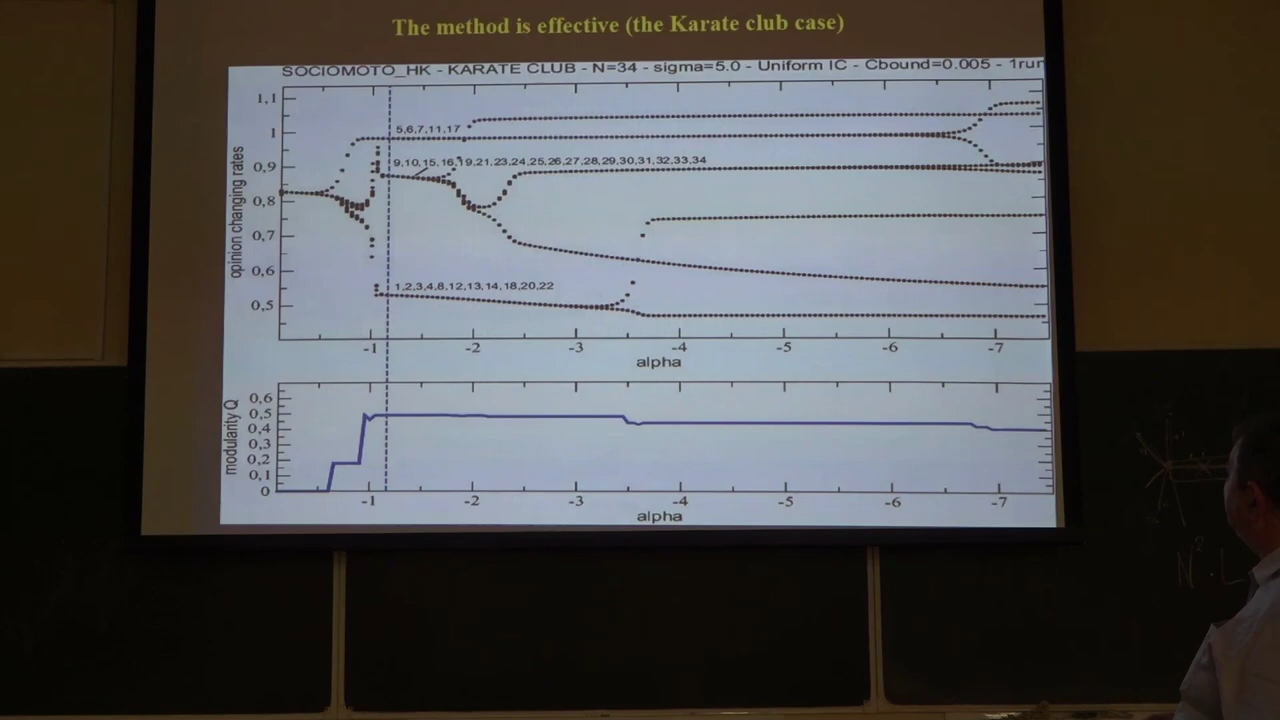 The method is effective (the Karate club case)
SOCIOMOTO_HK - KARATE CLUB - N=34 - sigma=5.0 - Uniform IC - Cbound=0.005 - 1run
opinion changing rates
1,1
1
0,9
0,8
0,7
0,6
0,5
5,6,7,11,17
9,10,15,16,19,21,23,24,25,26,27,28,29,30,31,32,33,34
1,2,3,4,8,12,13,14,18,20,22
-1 -2 -3 -4 -5 -6 -7
alpha
modularity Q
0,6
0,5
0,4
0,3
0,2
0,1
0
-1 -2 -3 -4 -5 -6 -7
alpha
N² · L